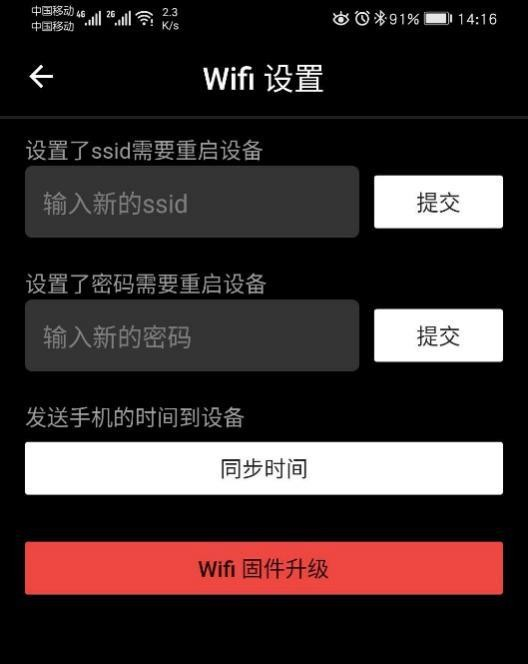 中国移动 4G 2G 2.3 K/s 91% 14:16
中国移动
Wifi 设置
设置了ssid需要重启设备
输入新的ssid 提交
设置了密码需要重启设备
输入新的密码 提交
发送手机的时间到设备
同步时间
Wifi 固件升级